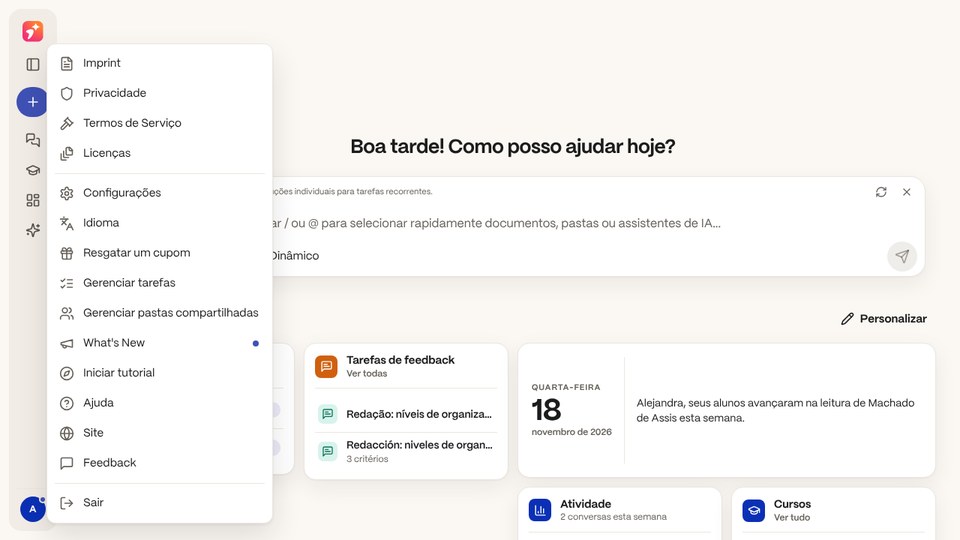 Imprint
Privacidade
Termos de Serviço
Licenças
Configurações
Idioma
Resgatar um cupom
Gerenciar tarefas
Gerenciar pastas compartilhadas
What's New
Iniciar tutorial
Ajuda
Site
Feedback
Sair
A
Boa tarde! Como posso ajudar hoje?
individuais para tarefas recorrentes.
/ ou @ para selecionar rapidamente documentos, pastas ou assistentes de IA...
Dinâmico
Personalizar
Tarefas de feedback
Ver todas
Redação: níveis de organiza...
Redacción: niveles de organ...
3 critérios
QUARTA-FEIRA
18
novembro de 2026
Alejandra, seus alunos avançaram na leitura de Machado
de Assis esta semana.
Atividade
2 conversas esta semana
Cursos
Ver tudo